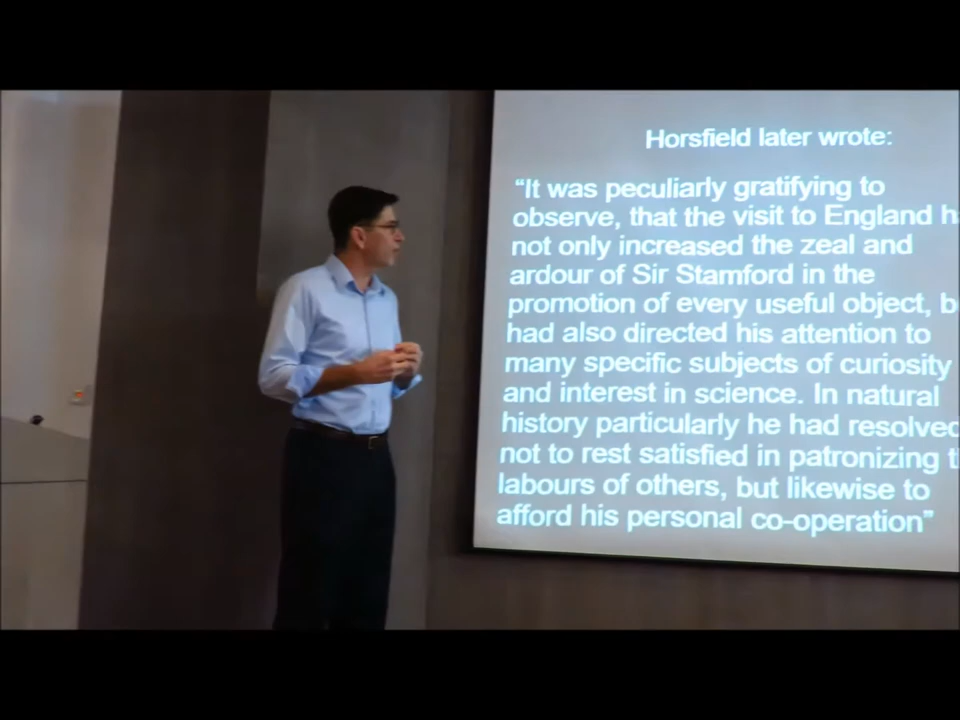 Horsfield later wrote:
“It was peculiarly gratifying to
observe, that the visit to England
not only increased the zeal and
ardour of Sir Stamford in the
promotion of every useful object,
had also directed his attention to
many specific subjects of curiosity
and interest in science. In natural
history particularly he had resolved
not to rest satisfied in patronizing
labours of others, but likewise to
afford his personal co-operation”